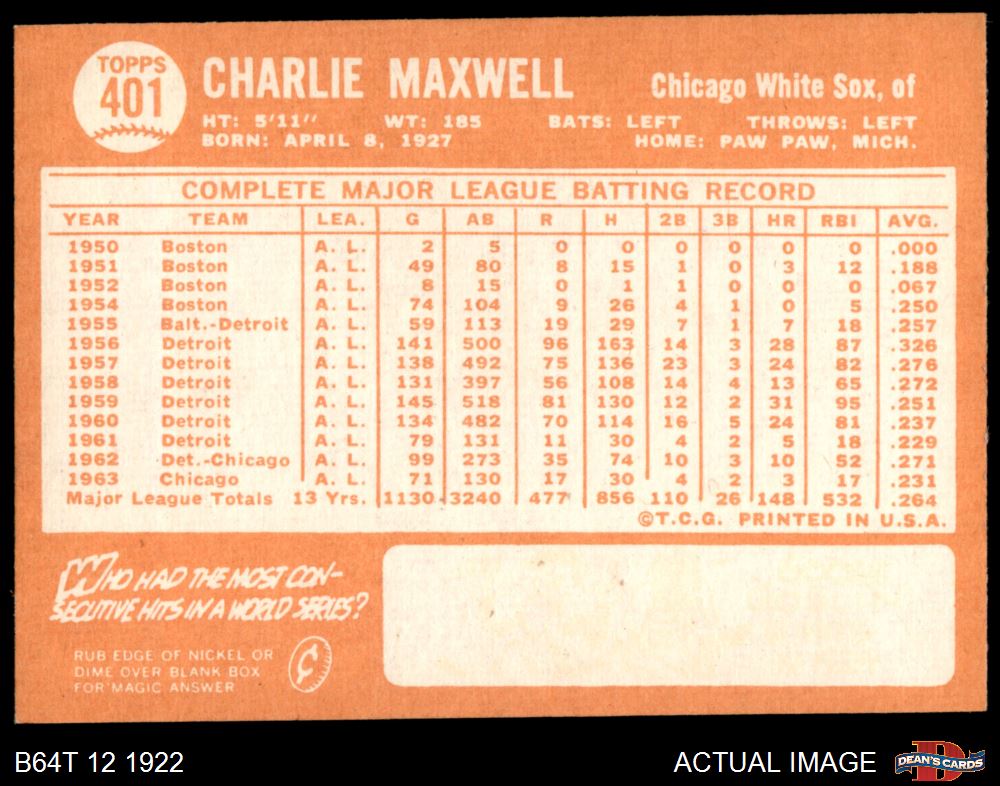 TOPPS
401
CHARLIE MAXWELL
Chicago White Sox, of
HT: 5'11" WT: 185 BATS: LEFT THROWS: LEFT
BORN: APRIL 8, 1927 HOME: PAW PAW, MICH.
COMPLETE MAJOR LEAGUE BATTING RECORD
YEAR TEAM LEA. G AB R H 2B 3B HR RBI AVG.
1950 Boston A. L. 2 5 0 0 0 0 0 0 .000
1951 Boston A. L. 49 80 8 15 1 0 3 12 .188
1952 Boston A. L. 8 15 0 1 1 0 0 0 .067
1954 Boston A. L. 74 104 9 26 4 1 0 5 .250
1955 Balt.-Detroit A. L. 59 113 19 29 7 1 7 18 .257
1956 Detroit A. L. 141 500 96 163 14 3 28 87 .326
1957 Detroit A. L. 138 492 75 136 23 3 24 82 .276
1958 Detroit A. L. 131 397 56 108 14 4 13 65 .272
1959 Detroit A. L. 145 518 81 130 12 2 31 95 .251
1960 Detroit A. L. 134 482 70 114 16 5 24 81 .237
1961 Detroit A. L. 79 131 11 30 4 2 5 18 .229
1962 Det.-Chicago A. L. 99 273 35 74 10 3 10 52 .271
1963 Chicago A. L. 71 130 17 30 4 2 3 17 .231
Major League Totals 13 Yrs. 1130 3240 477 856 110 26 148 532 .264
©T.C.G. PRINTED IN U.S.A.
WHO HAD THE MOST CON-
SECUTIVE HITS IN A WORLD SERIES?
RUB EDGE OF NICKEL OR
DIME OVER BLANK BOX
FOR MAGIC ANSWER
¢
B64T 12 1922
ACTUAL IMAGE
D
DEAN'S CARDS